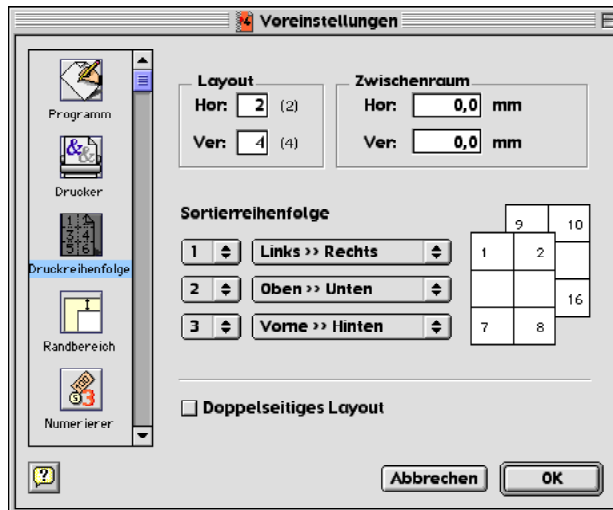 Voreinstellungen
Programm
Drucker
Druckreihenfolge
Randbereich
Numerierer
Layout
Hor: 2 (2)
Ver: 4 (4)
Zwischenraum
Hor: 0,0 mm
Ver: 0,0 mm
Sortierreihenfolge
1 Links >> Rechts
2 Oben >> Unten
3 Vorne >> Hinten
9 10
1 2
16
7 8
Doppelseitiges Layout
Abbrechen OK